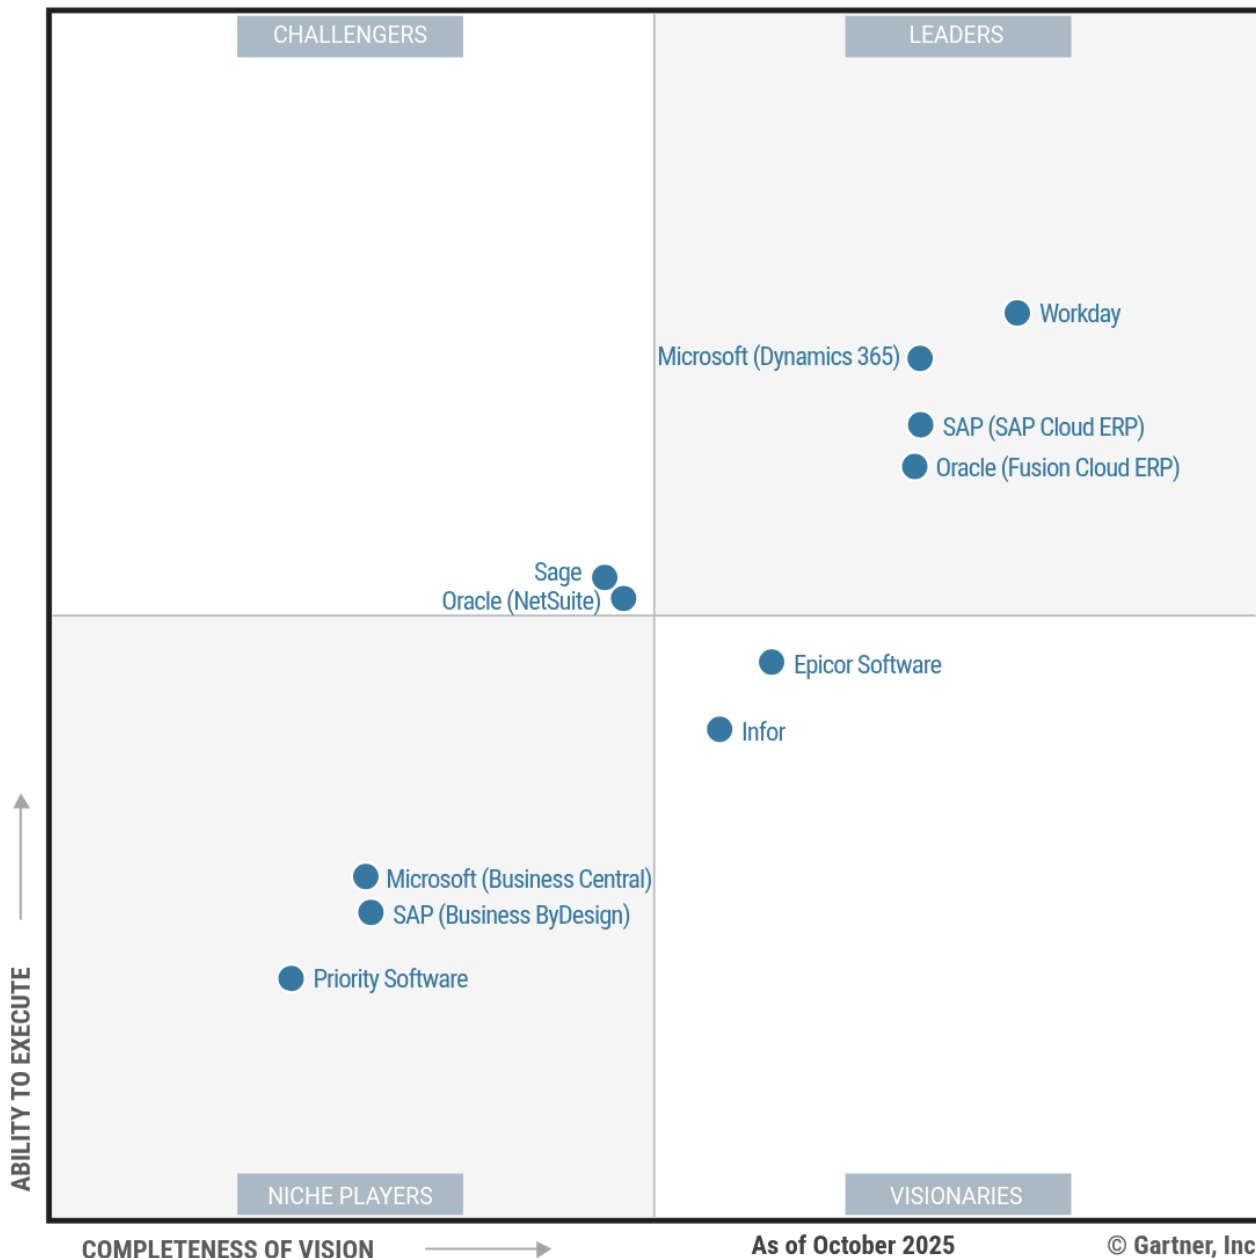 CHALLENGERS
LEADERS
Workday
Microsoft (Dynamics 365)
SAP (SAP Cloud ERP)
Oracle (Fusion Cloud ERP)
Sage
Oracle (NetSuite)
Epicor Software
Infor
Microsoft (Business Central)
SAP (Business ByDesign)
Priority Software
ABILITY TO EXECUTE
NICHE PLAYERS
VISIONARIES
COMPLETENESS OF VISION
As of October 2025
© Gartner, Inc